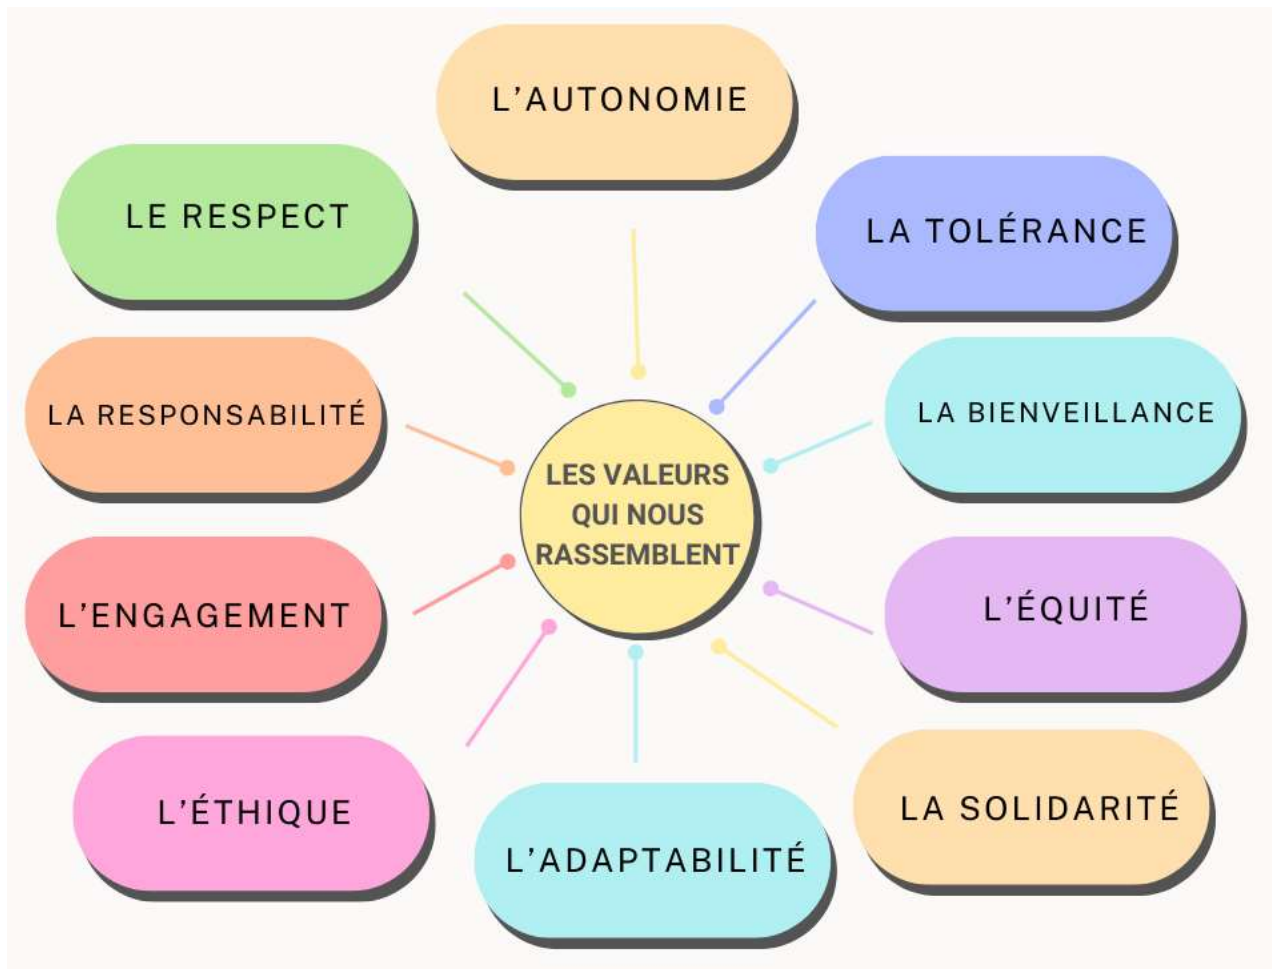 L'AUTONOMIE
LE RESPECT
LA TOLÉRANCE
LA RESPONSABILITÉ
LA BIENVEILLANCE
LES VALEURS
QUI NOUS
RASSEMBLENT
L'ENGAGEMENT
L'ÉQUITÉ
L'ÉTHIQUE
LA SOLIDARITÉ
L'ADAPTABILITÉ